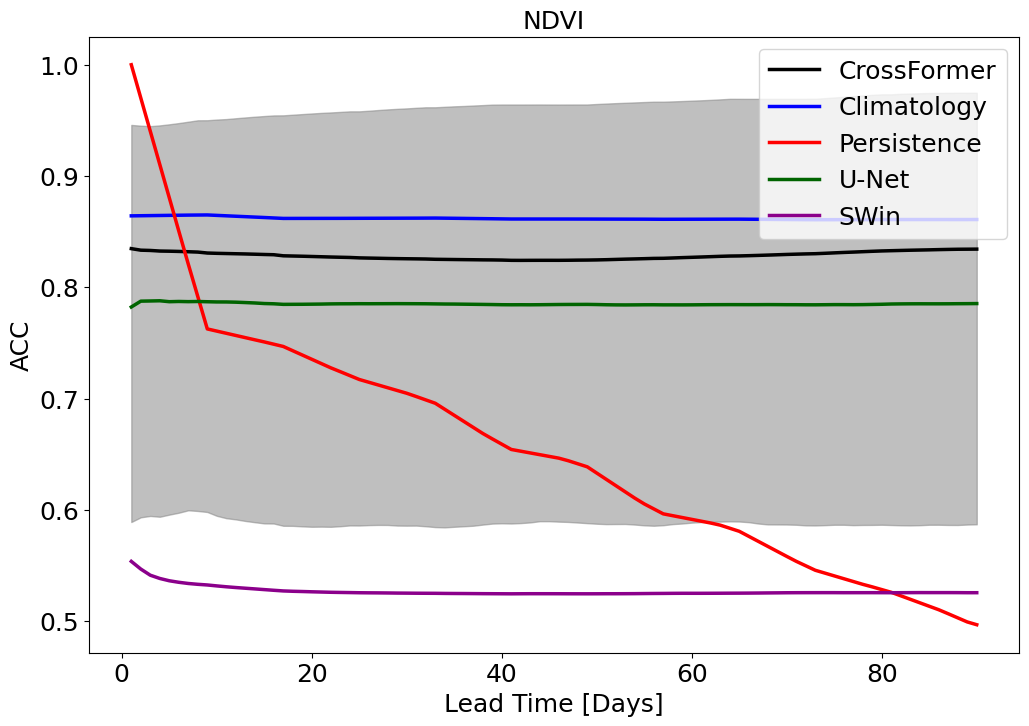 NDVI
CrossFormer
Climatology
Persistence
U-Net
SWin
1.0
0.9
0.8
0.7
0.6
0.5
ACC
0 20 40 60 80
Lead Time [Days]